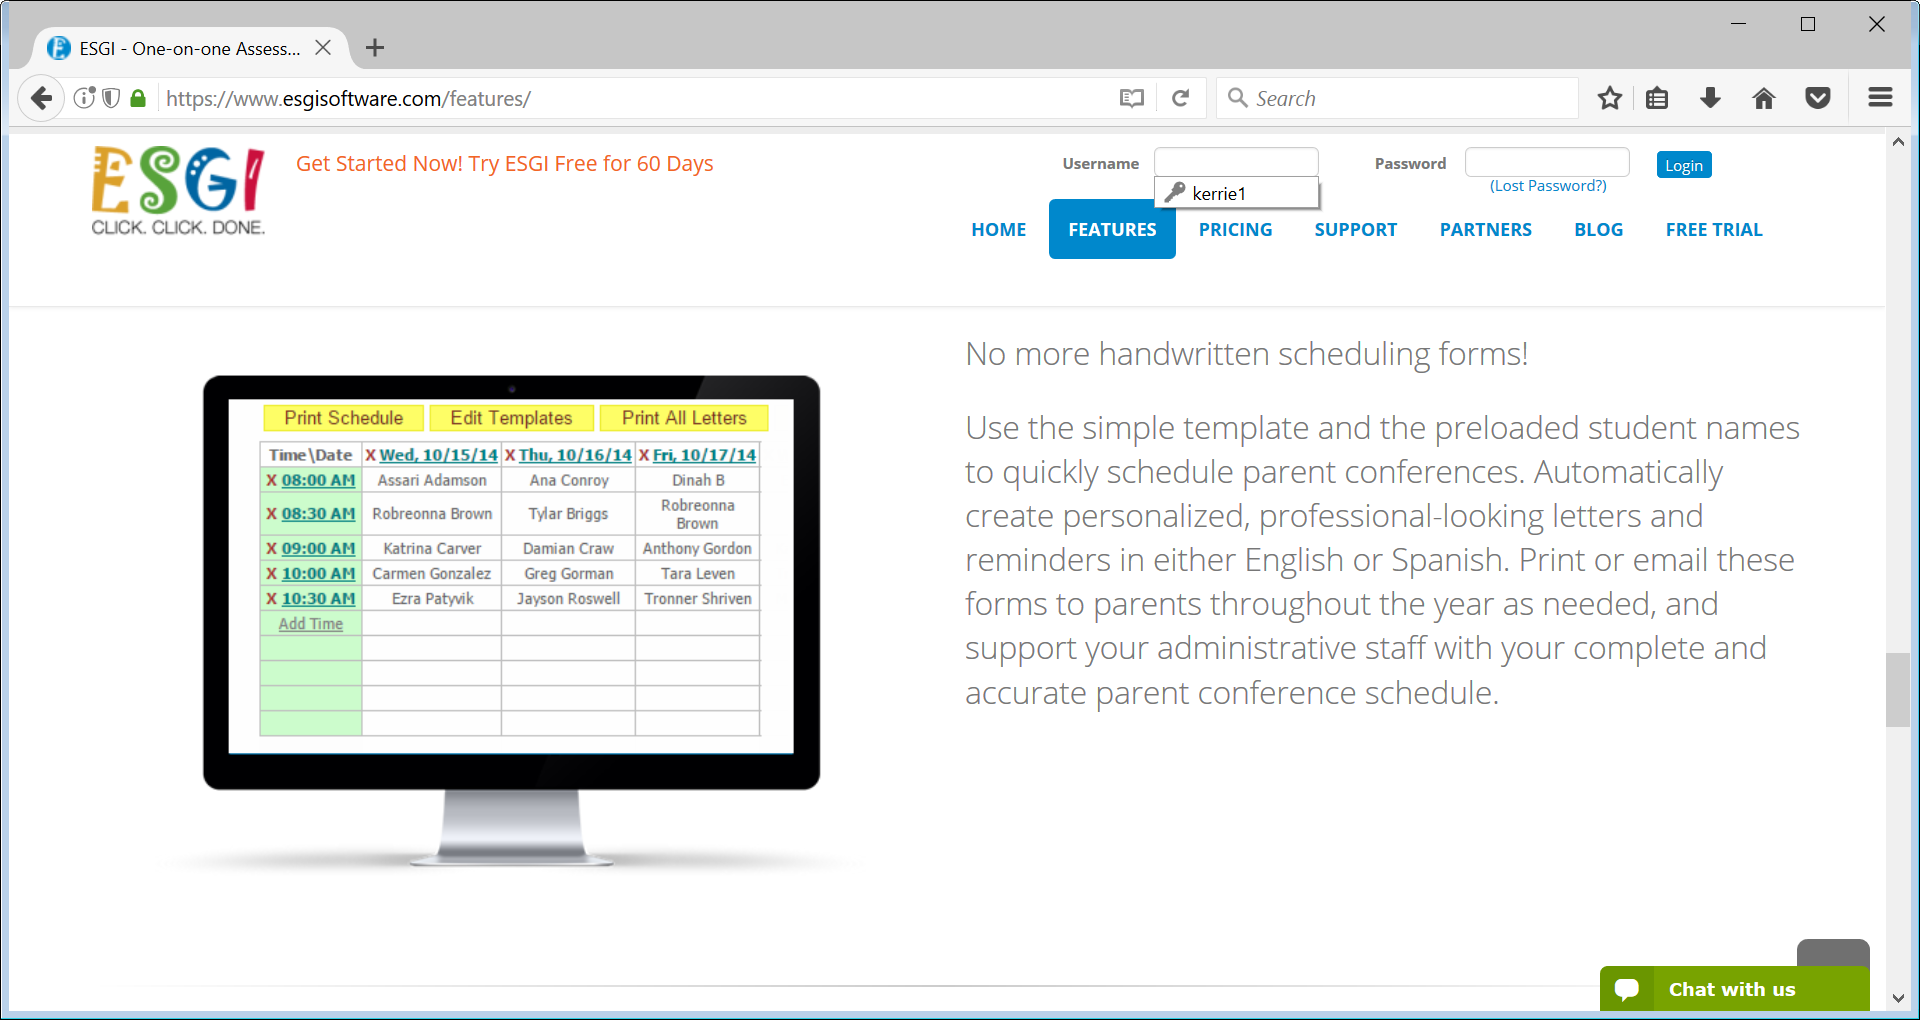 ESGI - One-on-one Assess...
https://www.esgisoftware.com/features/
Search
ESGI
CLICK. CLICK. DONE.
Get Started Now! Try ESGI Free for 60 Days
Username
Password
Login
kerrie1
(Lost Password?)
HOME FEATURES PRICING SUPPORT PARTNERS BLOG FREE TRIAL
Print Schedule Edit Templates Print All Letters
Time\Date X Wed, 10/15/14 X Thu, 10/16/14 X Fri, 10/17/14
X 08:00 AM Assari Adamson Ana Conroy Dinah B
X 08:30 AM Robreonna Brown Tylar Briggs Robreonna
Brown
X 09:00 AM Katrina Carver Damian Craw Anthony Gordon
X 10:00 AM Carmen Gonzalez Greg Gorman Tara Leven
X 10:30 AM Ezra Patyvik Jayson Roswell Tronner Shriven
Add Time
No more handwritten scheduling forms!
Use the simple template and the preloaded student names
to quickly schedule parent conferences. Automatically
create personalized, professional-looking letters and
reminders in either English or Spanish. Print or email these
forms to parents throughout the year as needed, and
support your administrative staff with your complete and
accurate parent conference schedule.
Chat with us